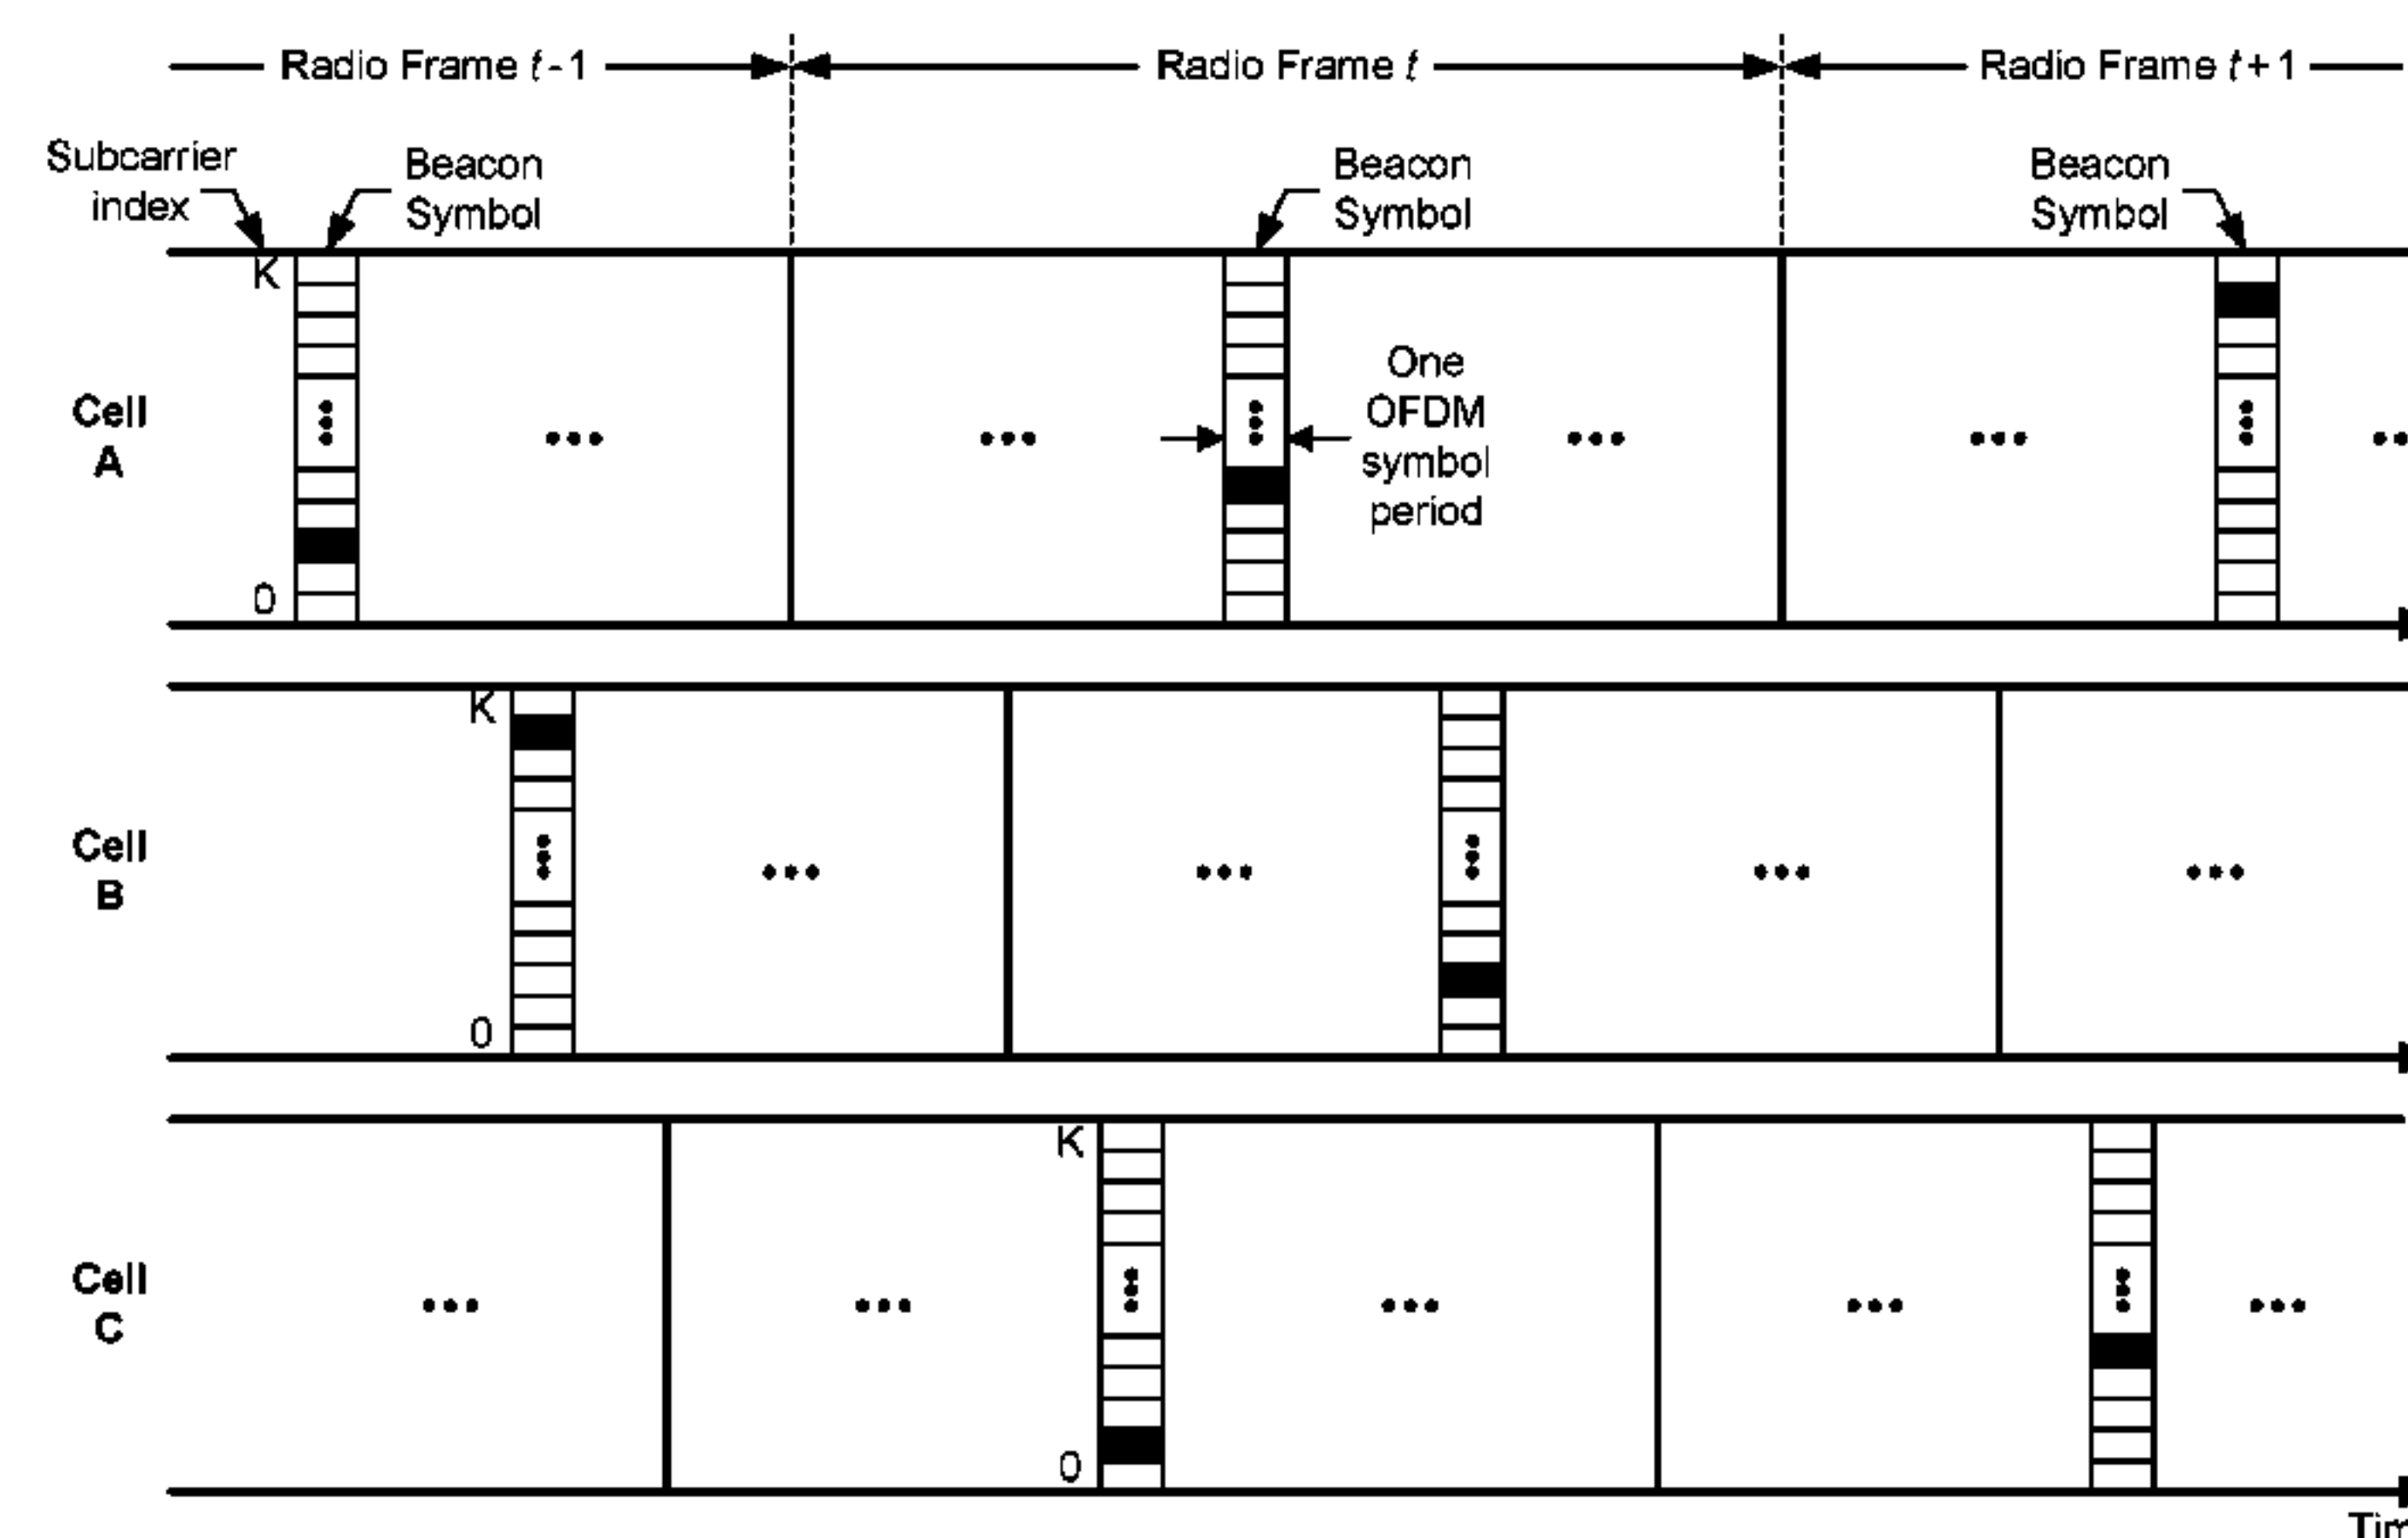 Radio Frame t-1
Radio Frame t
Radio Frame t+1
Subcarrier
index
Beacon
Symbol
Beacon
Symbol
Beacon
Symbol
K
0
Cell
A
One
OFDM
symbol
period
K
0
Cell
B
K
0
Cell
C